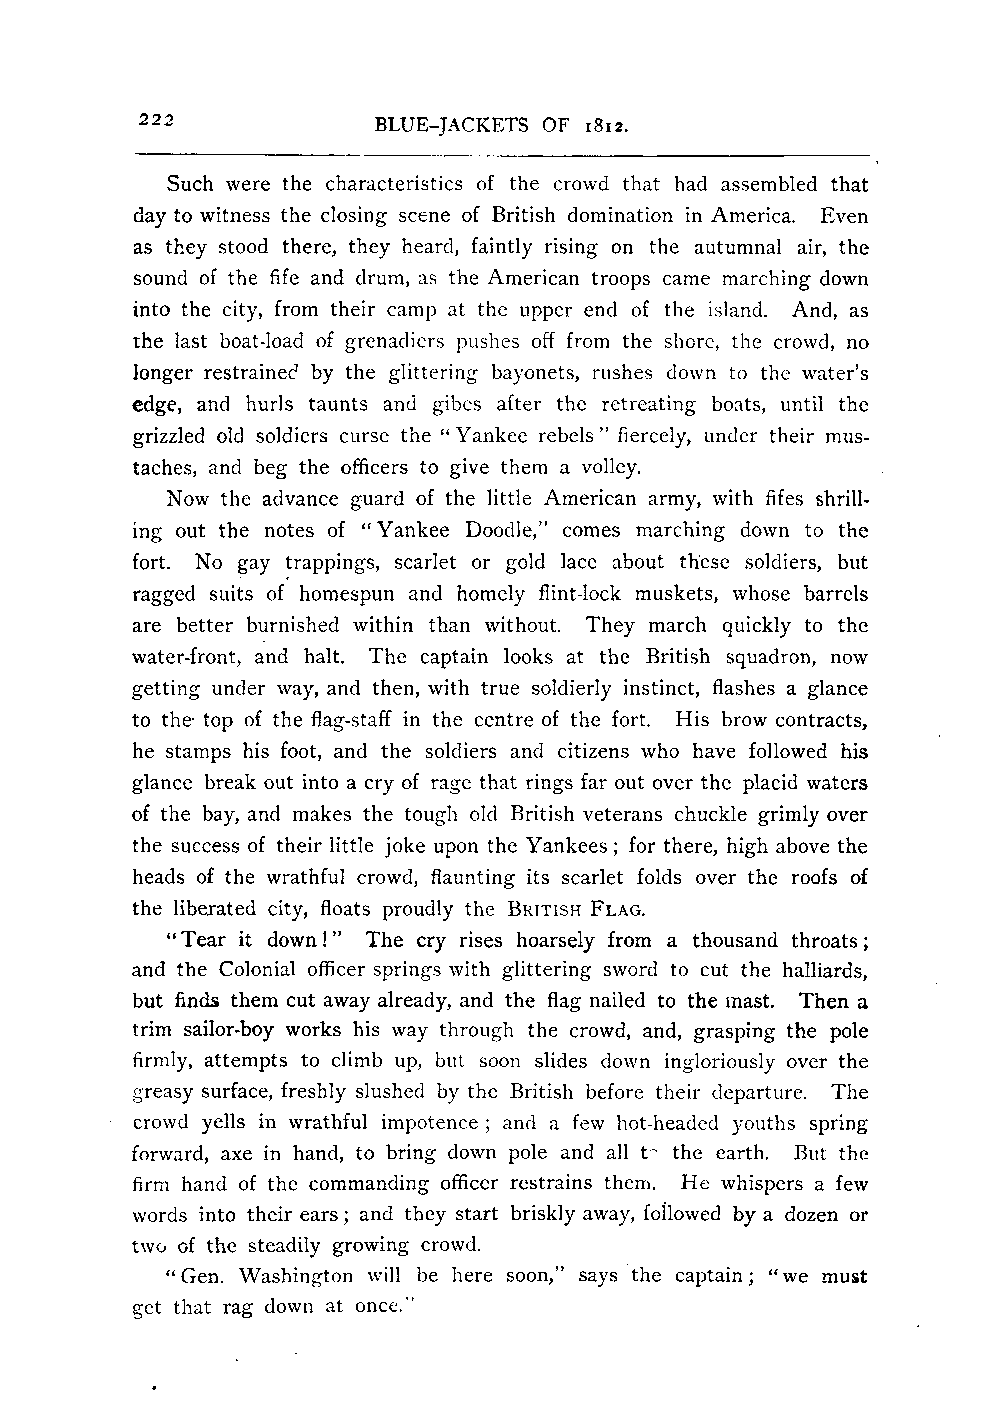 222 BLUE-JACKETS OF 1812.
Such were the characteristics of the crowd that had assembled that
day to witness the closing scene of British domination in America. Even
as they stood there, they heard, faintly rising on the autumnal air, the
sound of the fife and drum, as the American troops came marching down
into the city, from their camp at the upper end of the island. And, as
the last boat-load of grenadiers pushes off from the shore, the crowd, no
longer restrained by the glittering bayonets, rushes down to the water's
edge, and hurls taunts and gibes after the retreating boats, until the
grizzled old soldiers curse the "Yankee rebels" fiercely, under their mus-
taches, and beg the officers to give them a volley.
Now the advance guard of the little American army, with fifes shrill-
ing out the notes of "Yankee Doodle," comes marching down to the
fort. No gay trappings, scarlet or gold lace about these soldiers, but
ragged suits of homespun and homely flint-lock muskets, whose barrels
are better burnished within than without. They march quickly to the
water-front, and halt. The captain looks at the British squadron, now
getting under way, and then, with true soldierly instinct, flashes a glance
to the top of the flag-staff in the centre of the fort. His brow contracts,
he stamps his foot, and the soldiers and citizens who have followed his
glance break out into a cry of rage that rings far out over the placid waters
of the bay, and makes the tough old British veterans chuckle grimly over
the success of their little joke upon the Yankees; for there, high above the
heads of the wrathful crowd, flaunting its scarlet folds over the roofs of
the liberated city, floats proudly the BRITISH FLAG.
"Tear it down!" The cry rises hoarsely from a thousand throats;
and the Colonial officer springs with glittering sword to cut the halliards,
but finds them cut away already, and the flag nailed to the mast. Then a
trim sailor-boy works his way through the crowd, and, grasping the pole
firmly, attempts to climb up, but soon slides down ingloriously over the
greasy surface, freshly slushed by the British before their departure. The
crowd yells in wrathful impotence; and a few hot-headed youths spring
forward, axe in hand, to bring down pole and all to the earth. But the
firm hand of the commanding officer restrains them. He whispers a few
words into their ears; and they start briskly away, followed by a dozen or
two of the steadily growing crowd.
"Gen. Washington will be here soon," says the captain; "we must
get that rag down at once."